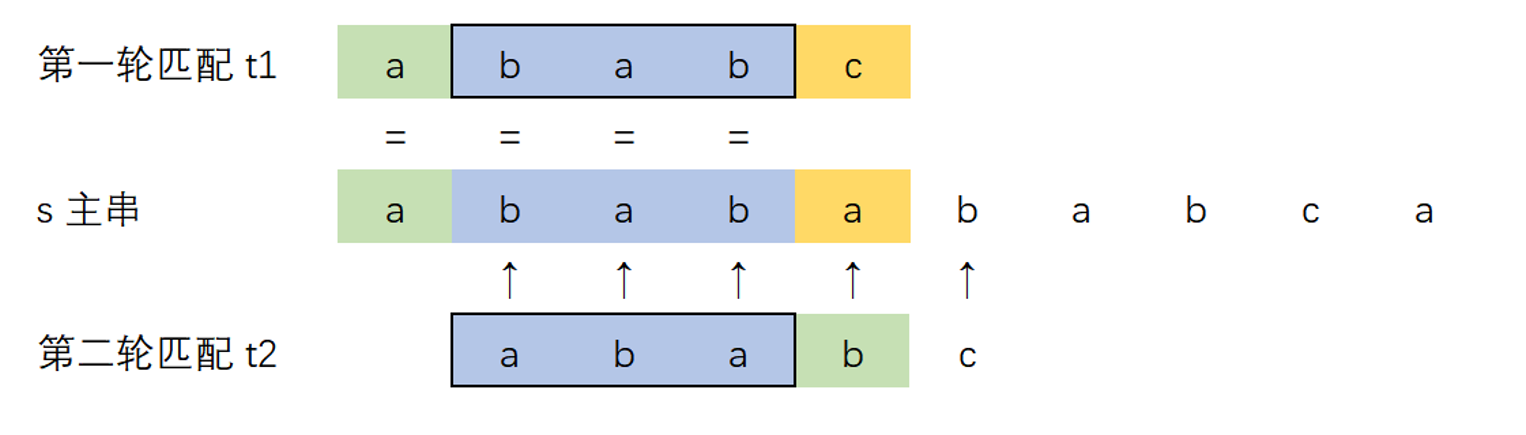 第一轮匹配 t1 a b a b c
= = = =
s 主串 a b a b a b a b c a
↑ ↑ ↑ ↑ ↑
第二轮匹配 t2 a b a b c